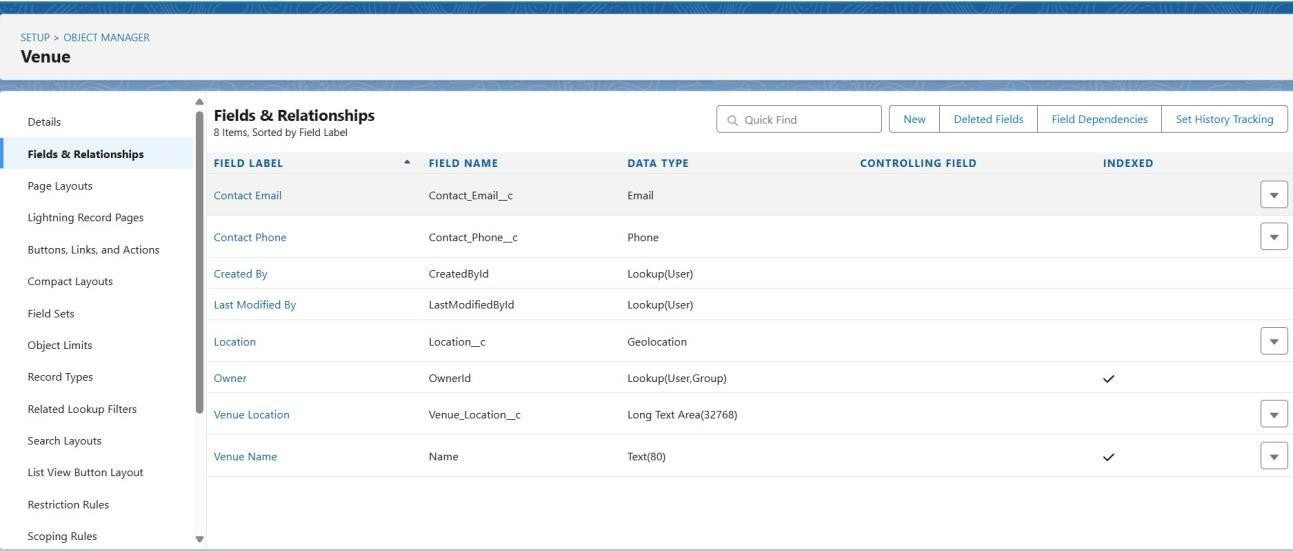 SETUP > OBJECT MANAGER
Venue
Details
Fields & Relationships
Page Layouts
Lightning Record Pages
Buttons, Links, and Actions
Compact Layouts
Field Sets
Object Limits
Record Types
Related Lookup Filters
Search Layouts
List View Button Layout
Restriction Rules
Scoping Rules
Fields & Relationships
8 Items, Sorted by Field Label
Quick Find
New
Deleted Fields
Field Dependencies
Set History Tracking
FIELD LABEL FIELD NAME DATA TYPE CONTROLLING FIELD INDEXED
Contact Email Contact_Email__c Email
Contact Phone Contact_Phone__c Phone
Created By CreatedById Lookup(User)
Last Modified By LastModifiedById Lookup(User)
Location Location__c Geolocation
Owner OwnerId Lookup(User,Group)
Venue Location Venue_Location__c Long Text Area(32768)
Venue Name Name Text(80)